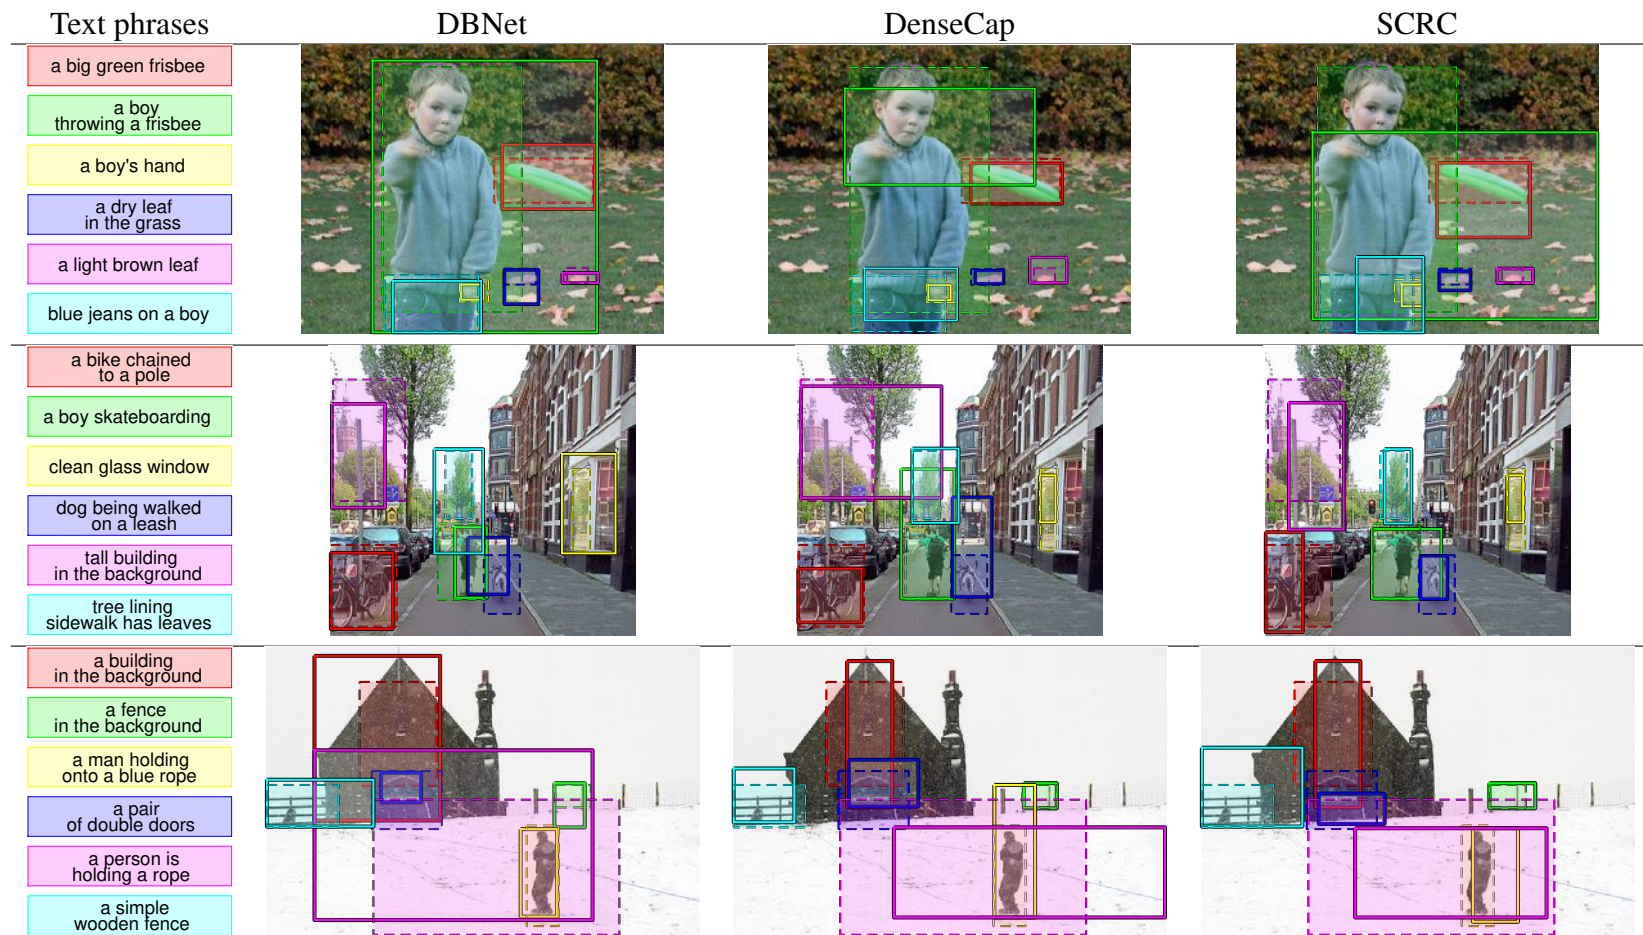 Text phrases DBNet DenseCap SCRC
a big green frisbee
a boy
throwing a frisbee
a boy's hand
a dry leaf
in the grass
a light brown leaf
blue jeans on a boy
a bike chained
to a pole
a boy skateboarding
clean glass window
dog being walked
on a leash
tall building
in the background
tree lining
sidewalk has leaves
a building
in the background
a fence
in the background
a man holding
onto a blue rope
a pair
of double doors
a person is
holding a rope
a simple
wooden fence